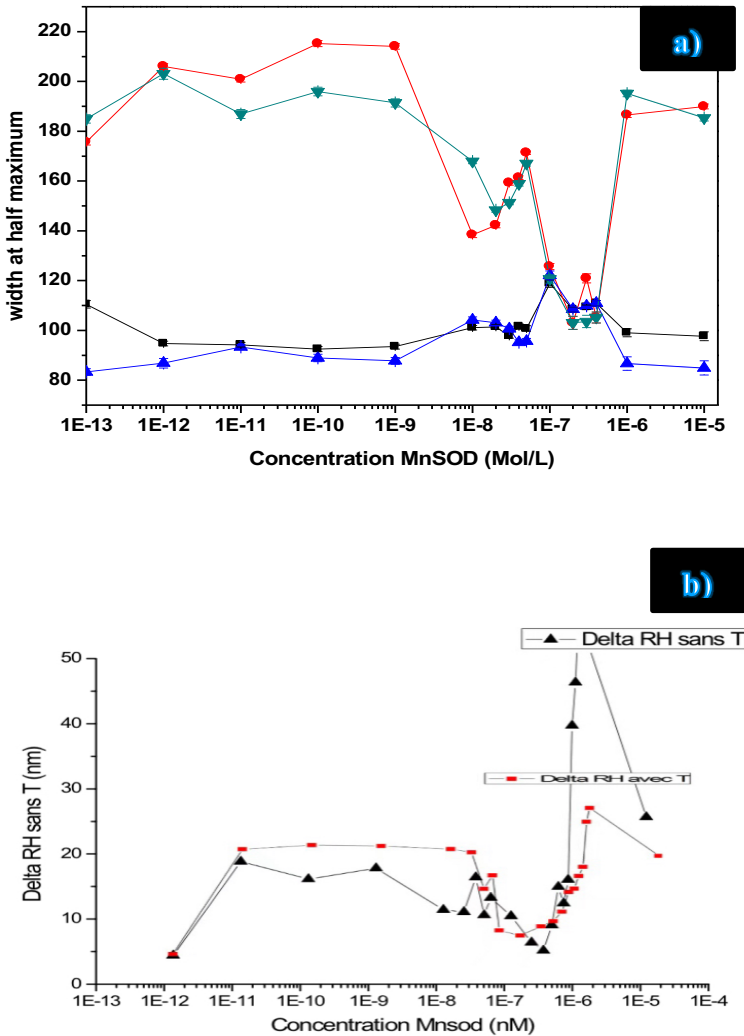 a)
220
200
180
160
140
120
100
80
width at half maximum
1E-13 1E-12 1E-11 1E-10 1E-9 1E-8 1E-7 1E-6 1E-5
Concentration MnSOD (Mol/L)
b)
Delta RH sans T
50
40
30
20
10
0
Delta RH sans T (nm)
Delta RH avec T
1E-13 1E-12 1E-11 1E-10 1E-9 1E-8 1E-7 1E-6 1E-5 1E-4
Concentration Mnsod (nM)